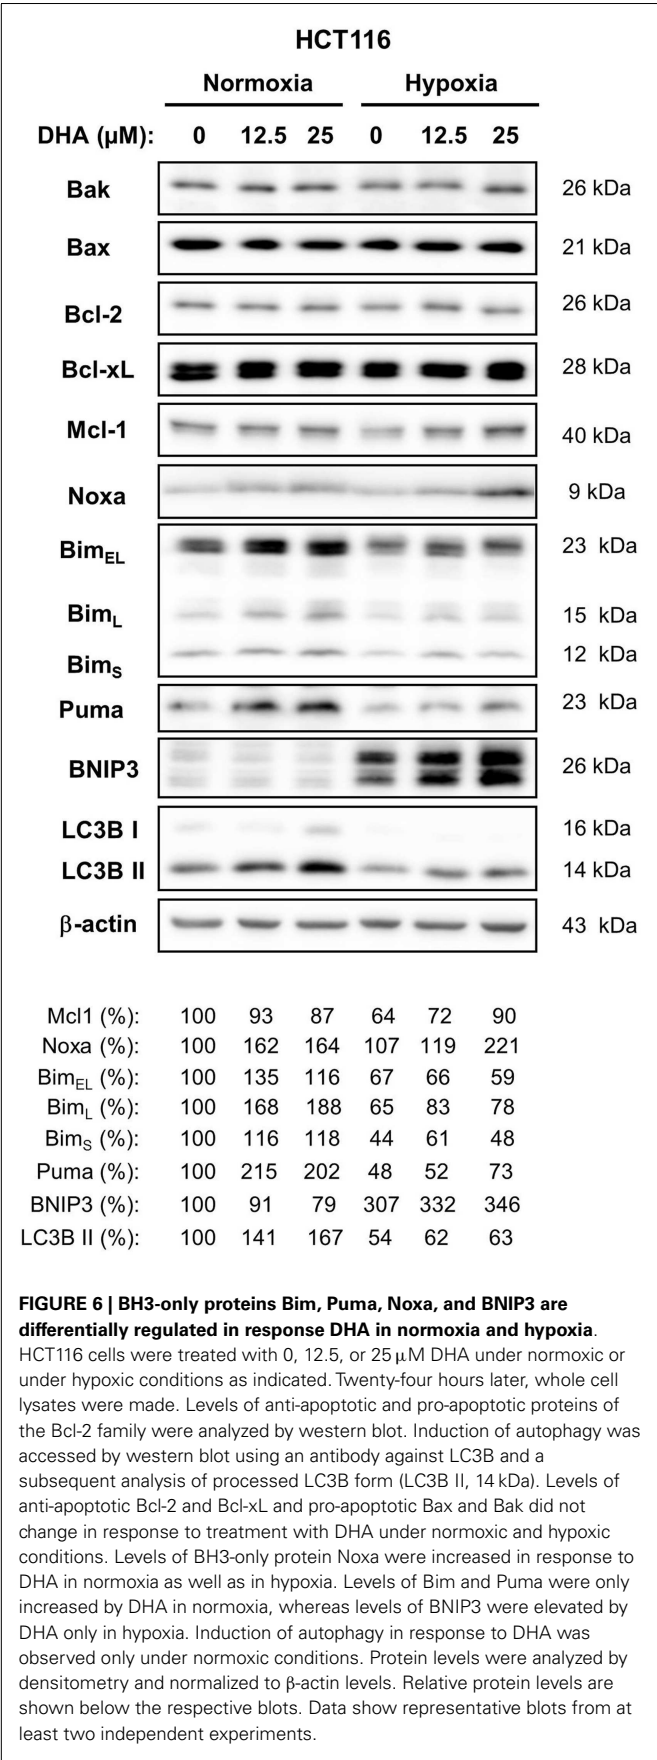 HCT116
Normoxia Hypoxia
DHA (µM): 0 12.5 25 0 12.5 25
Bak 26 kDa
Bax 21 kDa
Bcl-2 26 kDa
Bcl-xL 28 kDa
Mcl-1 40 kDa
Noxa 9 kDa
BimEL 23 kDa
BimL 15 kDa
BimS 12 kDa
Puma 23 kDa
BNIP3 26 kDa
LC3B I 16 kDa
LC3B II 14 kDa
β-actin 43 kDa
Mcl1 (%): 100 93 87 64 72 90
Noxa (%): 100 162 164 107 119 221
BimEL (%): 100 135 116 67 66 59
BimL (%): 100 168 188 65 83 78
BimS (%): 100 116 118 44 61 48
Puma (%): 100 215 202 48 52 73
BNIP3 (%): 100 91 79 307 332 346
LC3B II (%): 100 141 167 54 62 63
FIGURE 6 | BH3-only proteins Bim, Puma, Noxa, and BNIP3 are
differentially regulated in response DHA in normoxia and hypoxia.
HCT116 cells were treated with 0, 12.5, or 25 µM DHA under normoxic or
under hypoxic conditions as indicated. Twenty-four hours later, whole cell
lysates were made. Levels of anti-apoptotic and pro-apoptotic proteins of
the Bcl-2 family were analyzed by western blot. Induction of autophagy was
accessed by western blot using an antibody against LC3B and a
subsequent analysis of processed LC3B form (LC3B II, 14 kDa). Levels of
anti-apoptotic Bcl-2 and Bcl-xL and pro-apoptotic Bax and Bak did not
change in response to treatment with DHA under normoxic and hypoxic
conditions. Levels of BH3-only protein Noxa were increased in response to
DHA in normoxia as well as in hypoxia. Levels of Bim and Puma were only
increased by DHA in normoxia, whereas levels of BNIP3 were elevated by
DHA only in hypoxia. Induction of autophagy in response to DHA was
observed only under normoxic conditions. Protein levels were analyzed by
densitometry and normalized to β-actin levels. Relative protein levels are
shown below the respective blots. Data show representative blots from at
least two independent experiments.